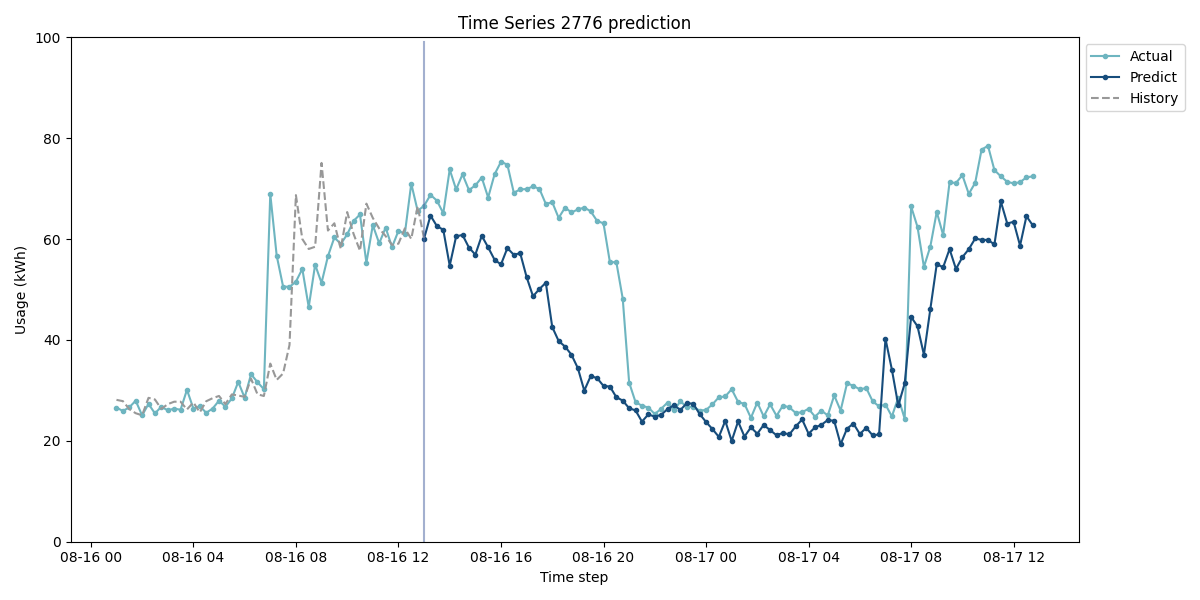 Time Series 2776 prediction
100
80
60
40
20
0
Usage (kWh)
08-16 00
08-16 04
08-16 08
08-16 12
08-16 16
08-16 20
08-17 00
08-17 04
08-17 08
08-17 12
Time step
Actual
Predict
History